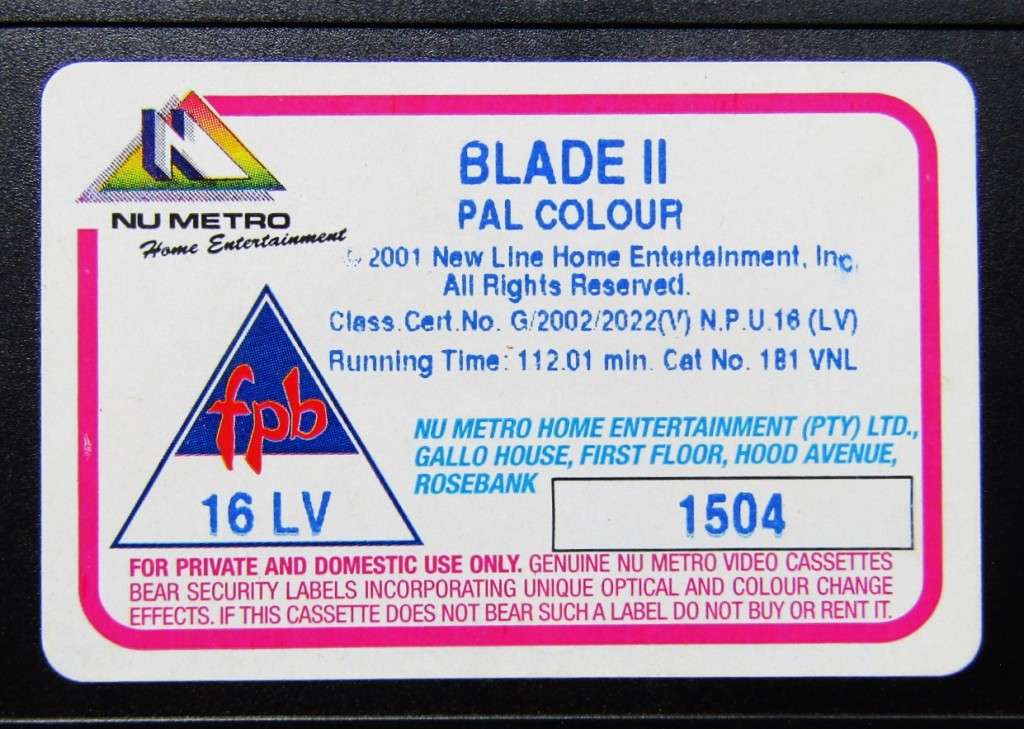 N
NU METRO
Home Entertainment
BLADE II
PAL COLOUR
© 2001 New Line Home Entertainment, Inc.
All Rights Reserved.
Class.Cert.No. G/2002/2022(V) N.P.U.16 (LV)
Running Time: 112.01 min. Cat No. 181 VNL
fpb
16 LV
NU METRO HOME ENTERTAINMENT (PTY) LTD.,
GALLO HOUSE, FIRST FLOOR, HOOD AVENUE,
ROSEBANK
1504
FOR PRIVATE AND DOMESTIC USE ONLY. GENUINE NU METRO VIDEO CASSETTES
BEAR SECURITY LABELS INCORPORATING UNIQUE OPTICAL AND COLOUR CHANGE
EFFECTS. IF THIS CASSETTE DOES NOT BEAR SUCH A LABEL DO NOT BUY OR RENT IT.